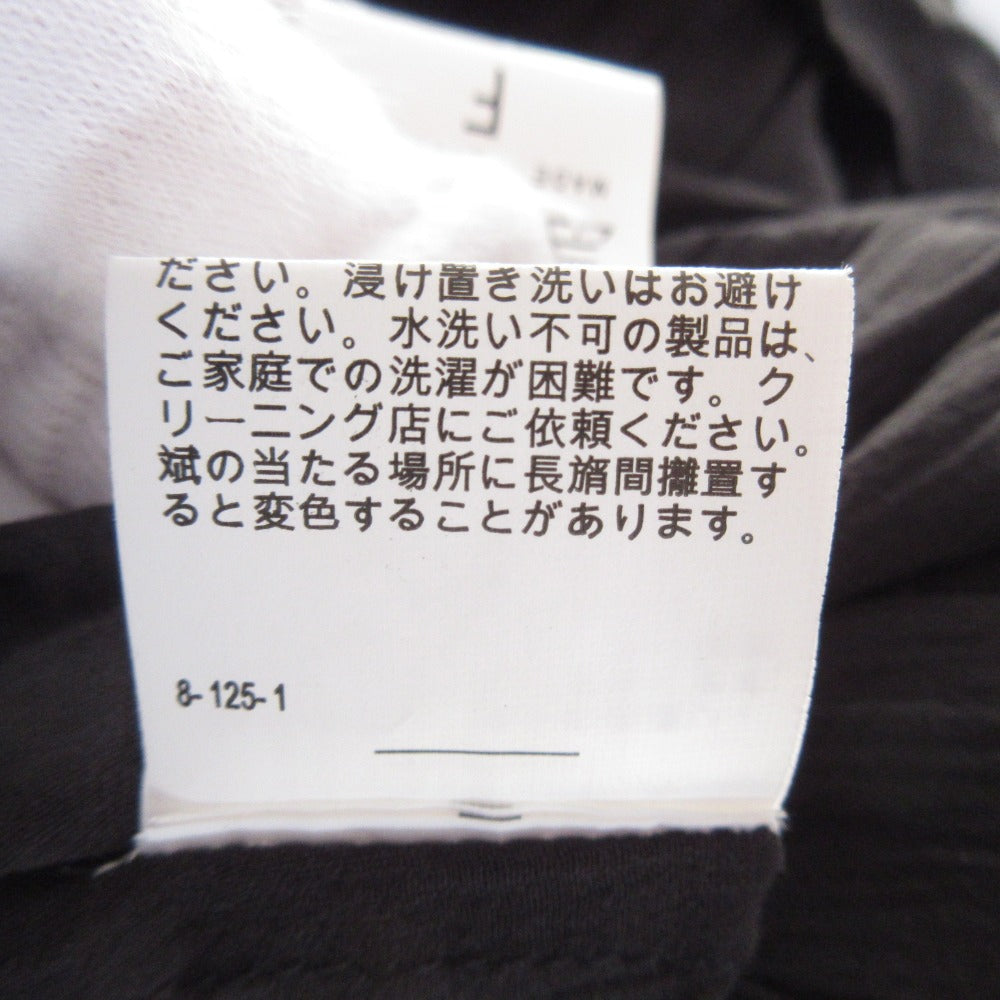 ださい。浸け置き洗いはお避け
ください。水洗い不可の製品は、
ご家庭での洗濯が困難です。ク
リーニング店にご依頼ください。
斌の当たる場所に長㫾間攡置す
ると変色することがあります。
8-125-1
F
MADE